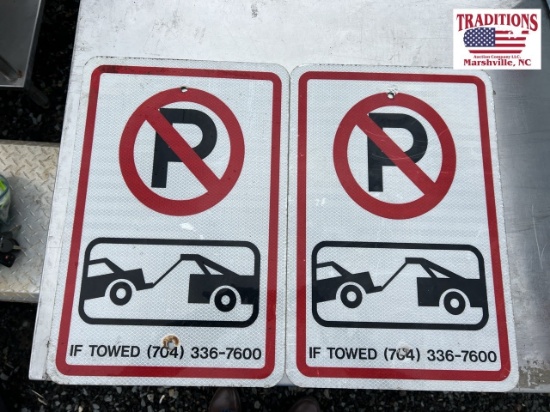 TRADITIONS
Auction Company LLC
Marshville, NC
P
IF TOWED (704) 336-7600
P
IF TOWED (704) 336-7600